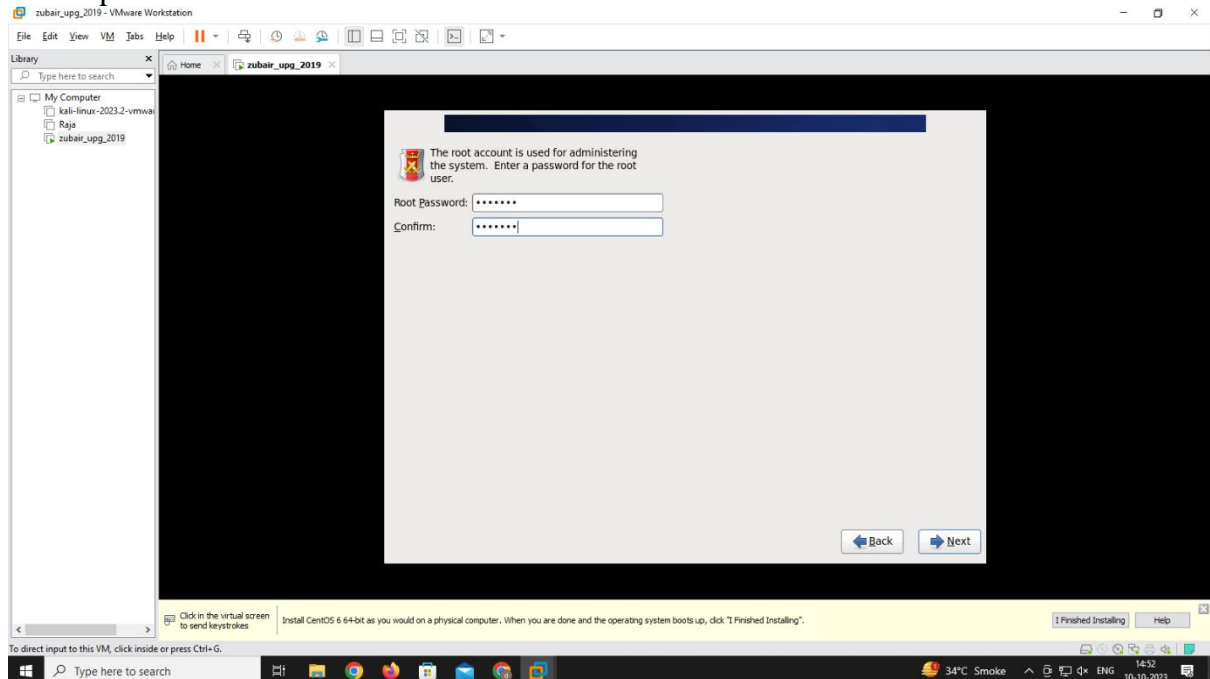 zubair_upg_2019 - VMware Workstation
File Edit View VM Tabs Help
Library
Type here to search
Home
zubair_upg_2019
My Computer
kali-linux-2023.2-vmwar
Raja
zubair_upg_2019
The root account is used for administering
the system. Enter a password for the root
user.
Root Password: •••••••
Confirm: •••••••
Back Next
Click in the virtual screen
to send keystrokes
Install CentOS 6 64-bit as you would on a physical computer. When you are done and the operating system boots up, click "I Finished Installing".
I Finished Installing Help
To direct input to this VM, click inside or press Ctrl+G.
Type here to search
34°C Smoke
ENG
14:52
10-10-2023